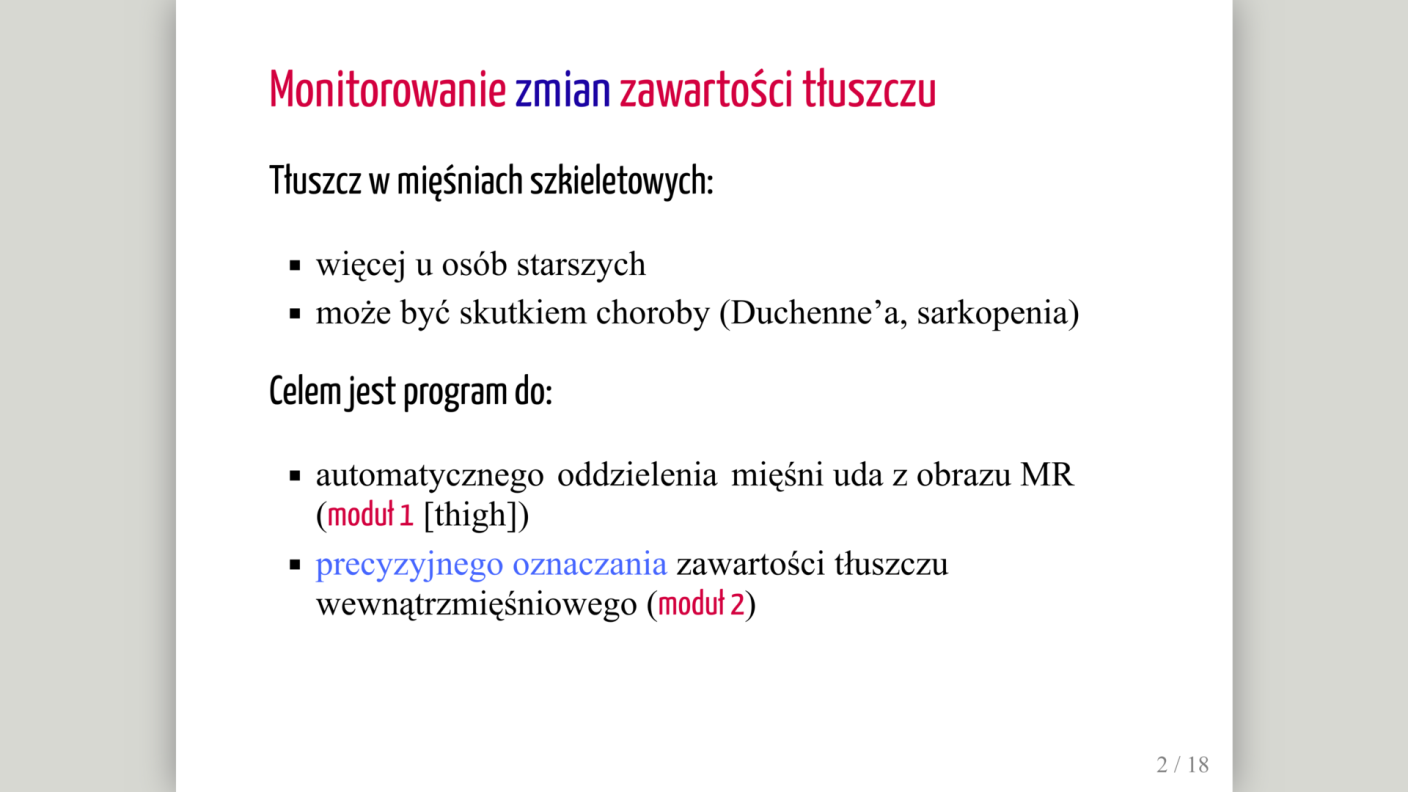 Monitorowanie zmian zawartości tłuszczu
Tłuszcz w mięśniach szkieletowych:
▪ więcej u osób starszych
▪ może być skutkiem choroby (Duchenne’a, sarkopenia)
Celem jest program do:
▪ automatycznego oddzielenia mięśni uda z obrazu MR
(moduł 1 [thigh])
▪ precyzyjnego oznaczania zawartości tłuszczu
wewnątrzmięśniowego (moduł 2)
2 / 18